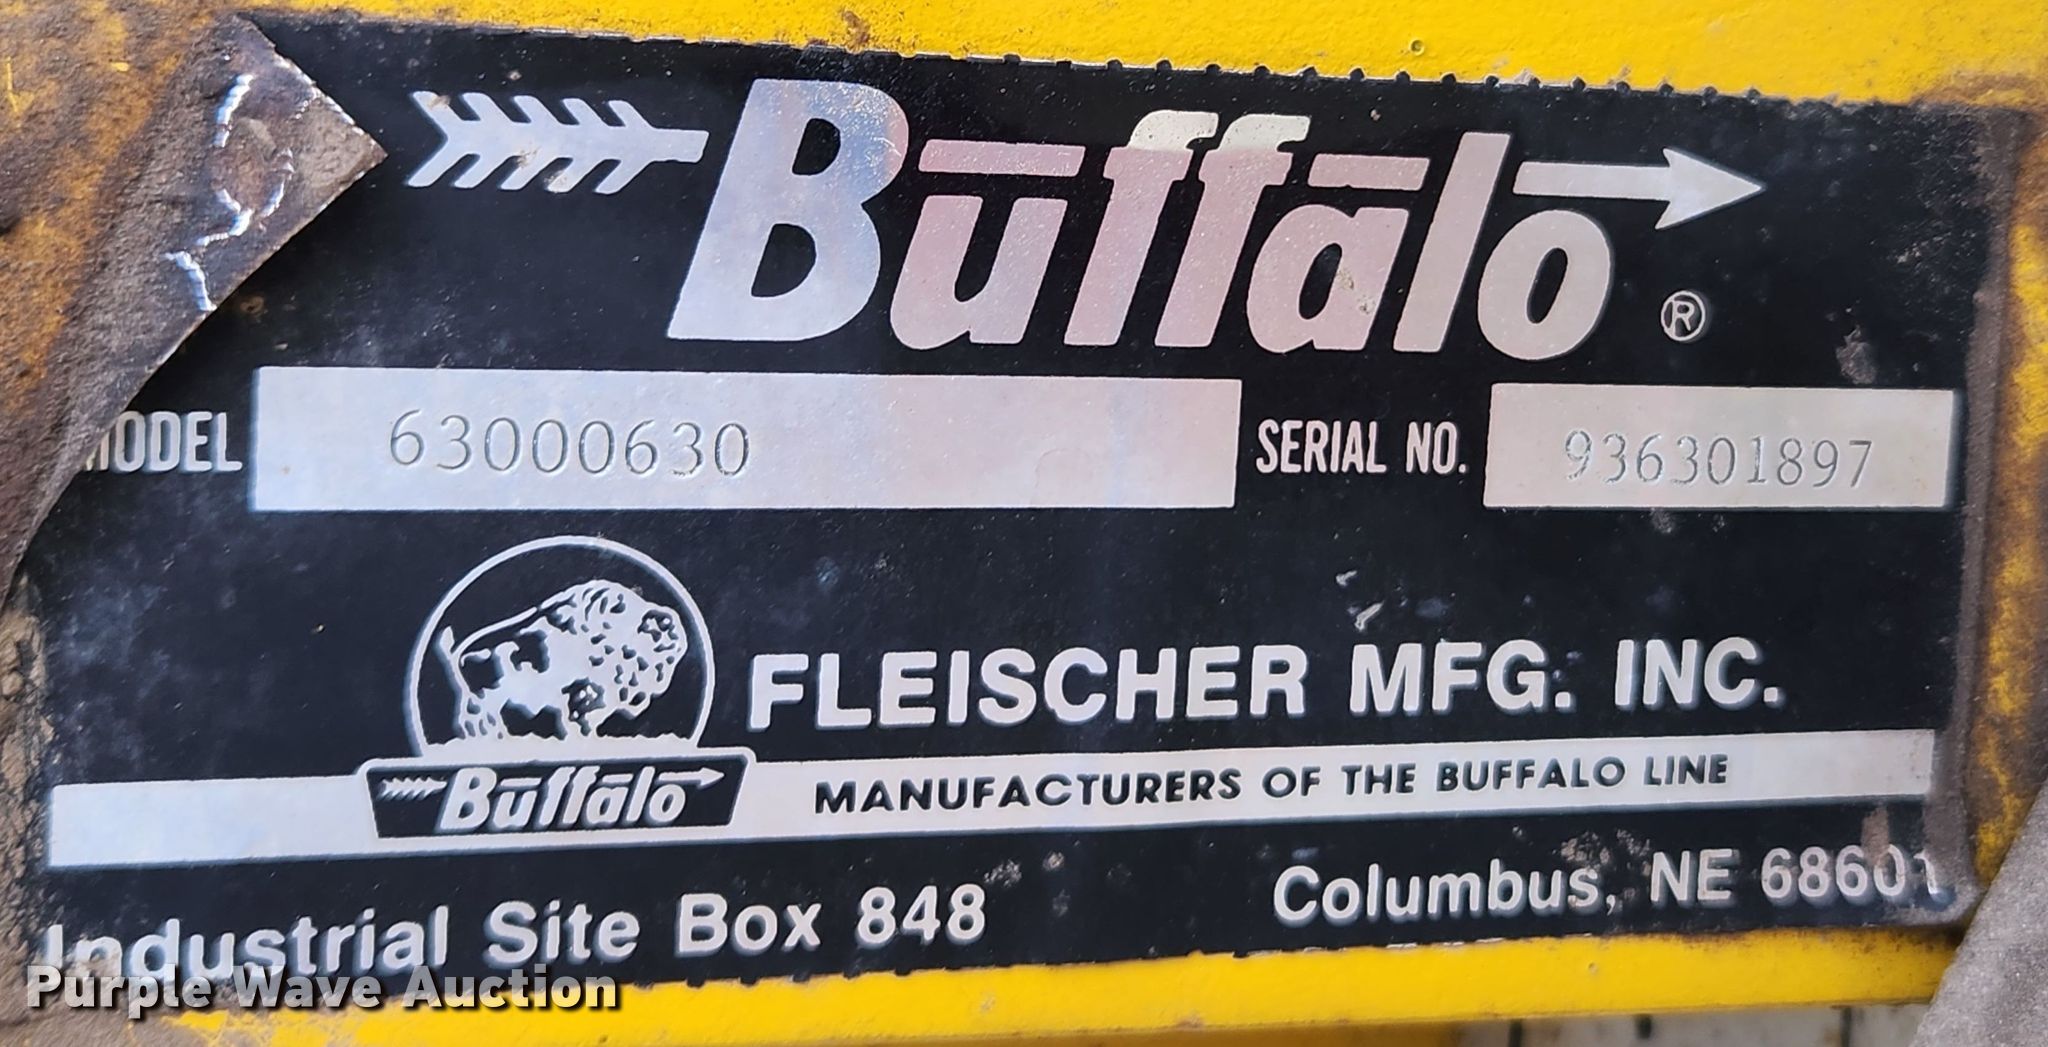 Buffalo ®
MODEL 63000630 SERIAL NO. 936301897
FLEISCHER MFG. INC.
Buffalo MANUFACTURERS OF THE BUFFALO LINE
Industrial Site Box 848 Columbus, NE 68601
Purple Wave Auction